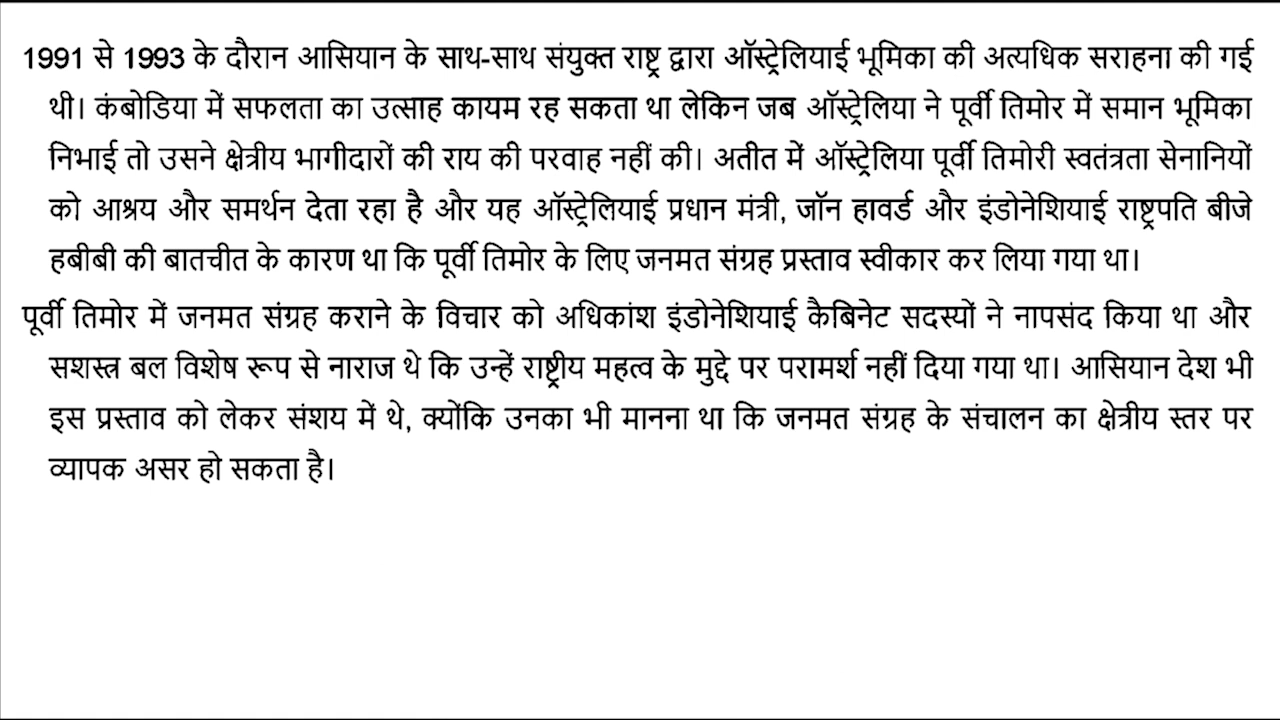 1991 से 1993 के दौरान आसियान के साथ-साथ संयुक्त राष्ट्र द्वारा ऑस्ट्रेलियाई भूमिका की अत्यधिक सराहना की गई
थी। कंबोडिया में सफलता का उत्साह कायम रह सकता था लेकिन जब ऑस्ट्रेलिया ने पूर्वी तिमोर में समान भूमिका
निभाई तो उसने क्षेत्रीय भागीदारों की राय की परवाह नहीं की। अतीत में ऑस्ट्रेलिया पूर्वी तिमोरी स्वतंत्रता सेनानियों
को आश्रय और समर्थन देता रहा है और यह ऑस्ट्रेलियाई प्रधान मंत्री, जॉन हावर्ड और इंडोनेशियाई राष्ट्रपति बीजे
हबीबी की बातचीत के कारण था कि पूर्वी तिमोर के लिए जनमत संग्रह प्रस्ताव स्वीकार कर लिया गया था।
पूर्वी तिमोर में जनमत संग्रह कराने के विचार को अधिकांश इंडोनेशियाई कैबिनेट सदस्यों ने नापसंद किया था और
सशस्त्र बल विशेष रूप से नाराज थे कि उन्हें राष्ट्रीय महत्व के मुद्दे पर परामर्श नहीं दिया गया था। आसियान देश भी
इस प्रस्ताव को लेकर संशय में थे, क्योंकि उनका भी मानना था कि जनमत संग्रह के संचालन का क्षेत्रीय स्तर पर
व्यापक असर हो सकता है।